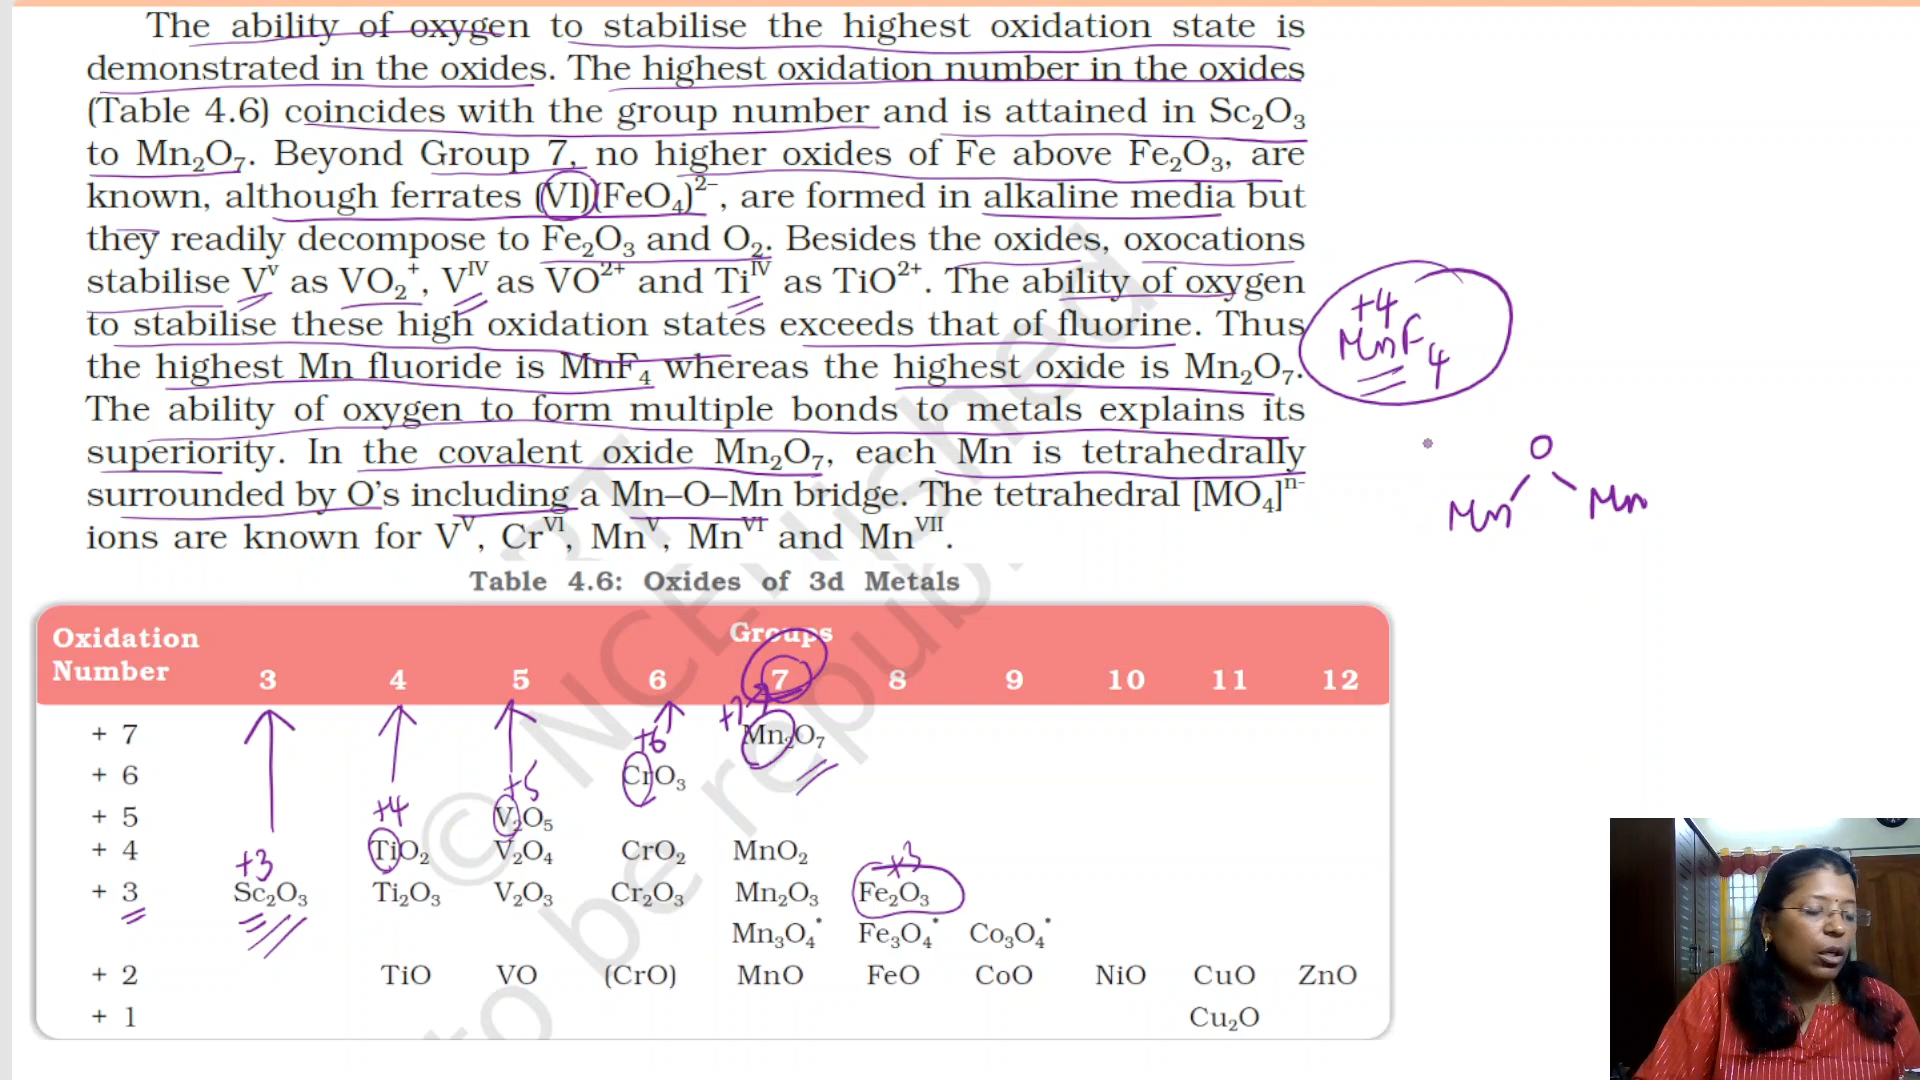 The ability of oxygen to stabilise the highest oxidation state is
demonstrated in the oxides. The highest oxidation number in the oxides
(Table 4.6) coincides with the group number and is attained in Sc₂O₃
to Mn₂O₇. Beyond Group 7, no higher oxides of Fe above Fe₂O₃, are
known, although ferrates (VI)(FeO₄)²⁻, are formed in alkaline media but
they readily decompose to Fe₂O₃ and O₂. Besides the oxides, oxocations
stabilise Vᵛ as VO₂⁺, Vᴵⱽ as VO²⁺ and Tiᴵⱽ as TiO²⁺. The ability of oxygen
to stabilise these high oxidation states exceeds that of fluorine. Thus
the highest Mn fluoride is MnF₄ whereas the highest oxide is Mn₂O₇.
The ability of oxygen to form multiple bonds to metals explains its
superiority. In the covalent oxide Mn₂O₇, each Mn is tetrahedrally
surrounded by O's including a Mn–O–Mn bridge. The tetrahedral [MO₄]ⁿ⁻
ions are known for Vⱽ, Crⱽᴵ, Mnⱽ, Mnⱽᴵ and Mnⱽᴵᴵ.
+4
MnF₄
O
Mn Mn
Table 4.6: Oxides of 3d Metals
Oxidation Number
Groups
3 4 5 6 7 8 9 10 11 12
+7
+ 7 Mn₂O₇
+6
+ 6 CrO₃
+5
+ 5 V₂O₅
+4
+ 4 TiO₂ V₂O₄ CrO₂ MnO₂
+3 +3
+ 3 Sc₂O₃ Ti₂O₃ V₂O₃ Cr₂O₃ Mn₂O₃ Fe₂O₃
Mn₃O₄* Fe₃O₄* Co₃O₄*
+ 2 TiO VO (CrO) MnO FeO CoO NiO CuO ZnO
+ 1 Cu₂O